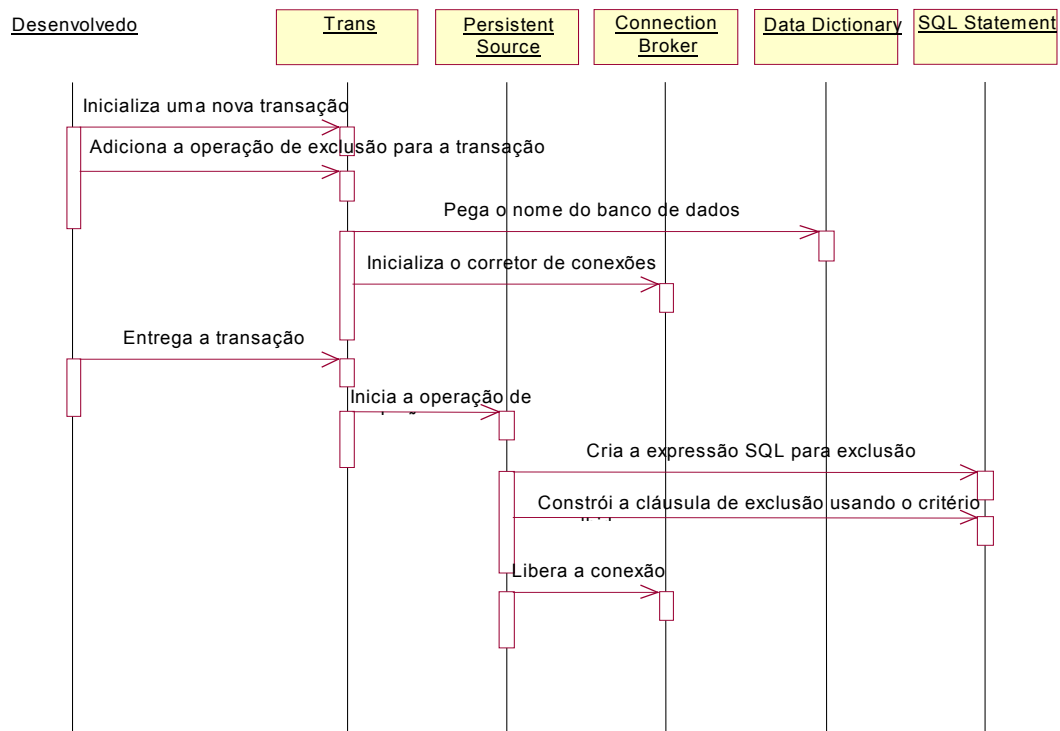 Desenvolvedo
Trans
Persistent
Source
Connection
Broker
Data Dictionary
SQL Statement
Inicializa uma nova transação
Adiciona a operação de exclusão para a transação
Pega o nome do banco de dados
Inicializa o corretor de conexões
Entrega a transação
Inicia a operação de
Cria a expressão SQL para exclusão
Constrói a cláusula de exclusão usando o critério
Libera a conexão